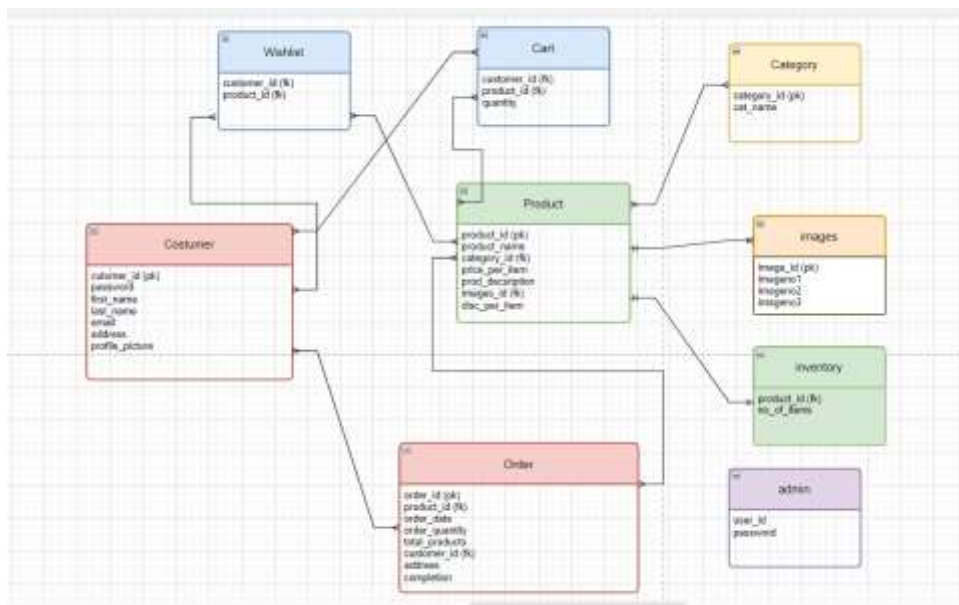 Wishlist
customer_id (fk)
product_id (fk)
Cart
customer_id (fk)
product_id (fk)
quantity
Category
category_id (pk)
cat_name
Product
product_id (pk)
product_name
category_id (fk)
price_per_item
prod_decsription
images_id (fk)
disc_per_item
images
image_id (pk)
imageno1
imageno2
imageno3
Costumer
cutomer_id (pk)
password
first_name
last_name
email
address
profile_picture
inventory
product_id (fk)
no_of_items
Order
order_id (pk)
product_id (fk)
order_date
order_quantity
total_products
customer_id (fk)
address
completion
admin
user_id
password